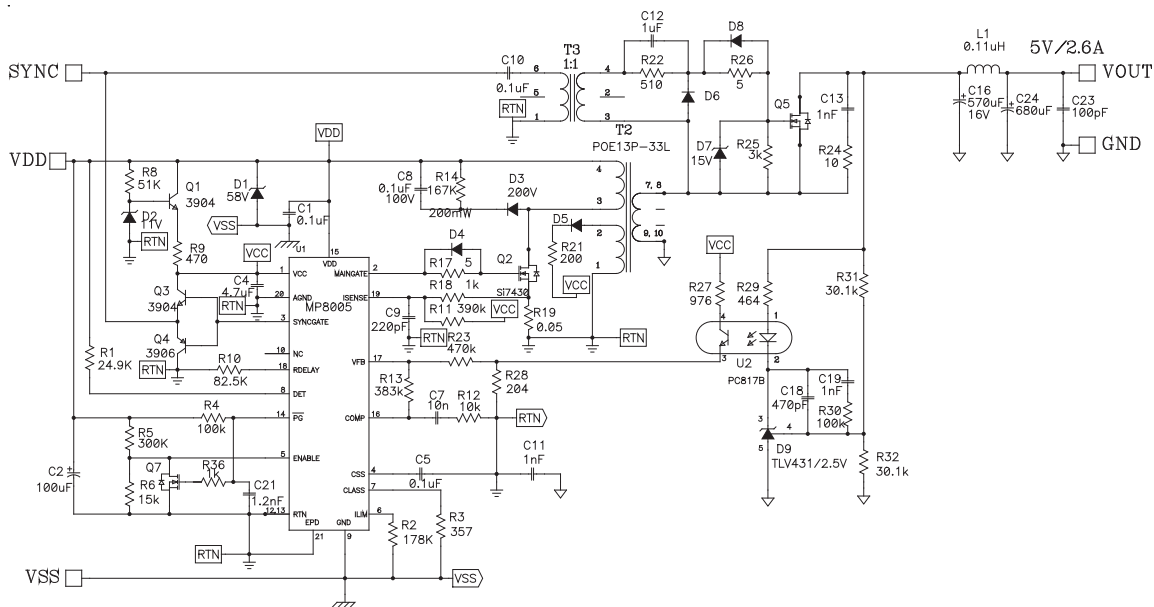 C12
1uF
D8
L1
0.11uH
5V/2.6A
T3
1:1
SYNC
C10
0.1uF
6
4
R22
510
R26
5
VOUT
5
2
D6
Q5
C13
1nF
C16
570uF
16V
C24
680uF
C23
100pF
RTN
1
3
VDD
T2
POE13P-33L
D7
15V
R25
3k
R24
10
GND
VDD
R8
51K
Q1
3904
D1
58V
C8
0.1uF
100V
R14
167K
200mW
D3
200V
4
7, 8
3
D2
11V
VSS
C1
0.1uF
D5
RTN
R9
470
VCC
U1
15
D4
Q2
R21
200
2
9, 10
VCC
1
VCC
VDD
MAINGATE
2
R17
5
1
Q3
3904
C4
4.7uF
20
AGND
MP8005
ISENSE
19
R18
1k
SI7430
VCC
R27
976
R29
464
R31
30.1k
RTN
3
SYNCGATE
C9
220pF
R11
390k
VCC
R19
0.05
4
1
Q4
3906
RTN
R23
470k
RTN
R1
24.9K
RTN
R10
82.5K
10
NC
18
RDELAY
VFB
17
3
U2
2
PC817B
8
DET
R13
383k
R28
204
R4
100k
14
PG
COMP
16
C7
10n
R12
10k
RTN
C18
470pF
C19
1nF
R30
100k
R5
300K
3
4
5
ENABLE
C2
100uF
Q7
R36
1k
C5
0.1uF
C11
1nF
5
D9
TLV431/2.5V
R32
30.1k
R6
15k
C21
1.2nF
CSS
4
CLASS
7
12,13
RTN
EPD
GND
ILIM
6
R2
178K
R3
357
21
9
RTN
VSS
VSS